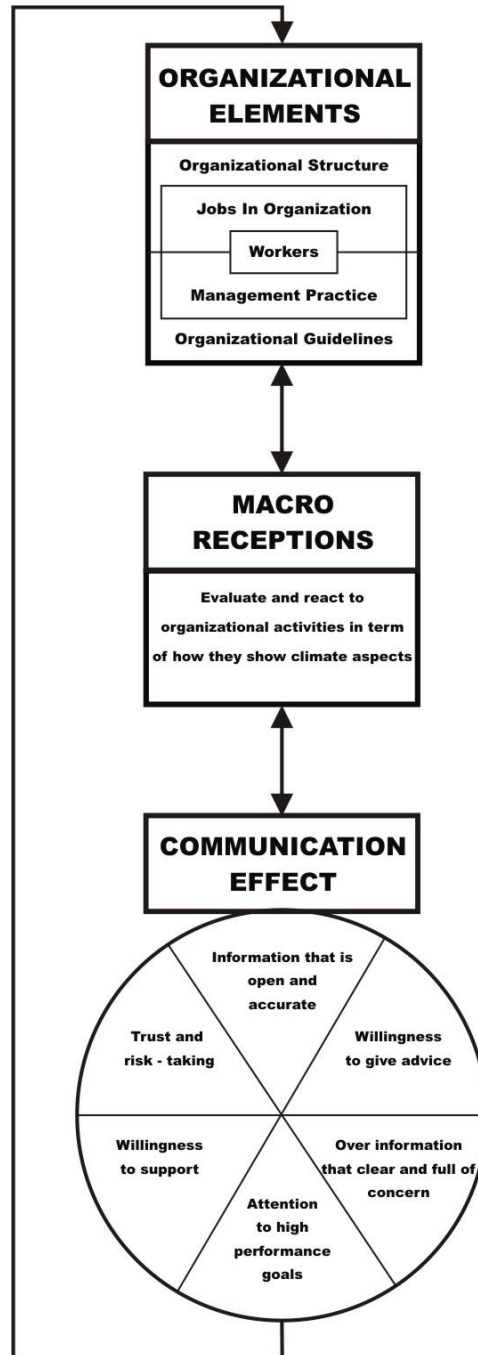 ORGANIZATIONAL
ELEMENTS
Organizational Structure
Jobs In Organization
Workers
Management Practice
Organizational Guidelines
MACRO
RECEPTIONS
Evaluate and react to
organizational activities in term
of how they show climate aspects
COMMUNICATION
EFFECT
Information that is
open and
accurate
Trust and
risk - taking
Willingness
to give advice
Willingness
to support
Over information
that clear and full of
concern
Attention
to high
performance
goals